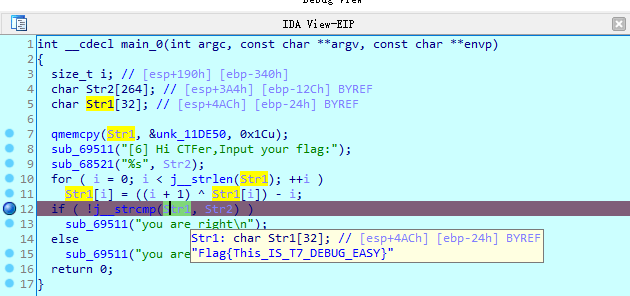 Debug View
IDA View-EIP
1 int __cdecl main_0(int argc, const char **argv, const char **envp)
2 {
3 size_t i; // [esp+190h] [ebp-340h]
4 char Str2[264]; // [esp+3A4h] [ebp-12Ch] BYREF
5 char Str1[32]; // [esp+4ACh] [ebp-24h] BYREF
6
7 qmemcpy(Str1, &unk_11DE50, 0x1Cu);
8 sub_69511("[6] Hi CTFer,Input your flag:");
9 sub_68521("%s", Str2);
10 for ( i = 0; i < j__strlen(Str1); ++i )
11 Str1[i] = ((i + 1) ^ Str1[i]) - i;
12 if ( !j__strcmp(Str1, Str2) )
13 sub_69511("you are right\n");
Str1: char Str1[32]; // [esp+4ACh] [ebp-24h] BYREF
14 else
"Flag{This_IS_T7_DEBUG_EASY}"
15 sub_69511("you are
16 return 0;
17 }